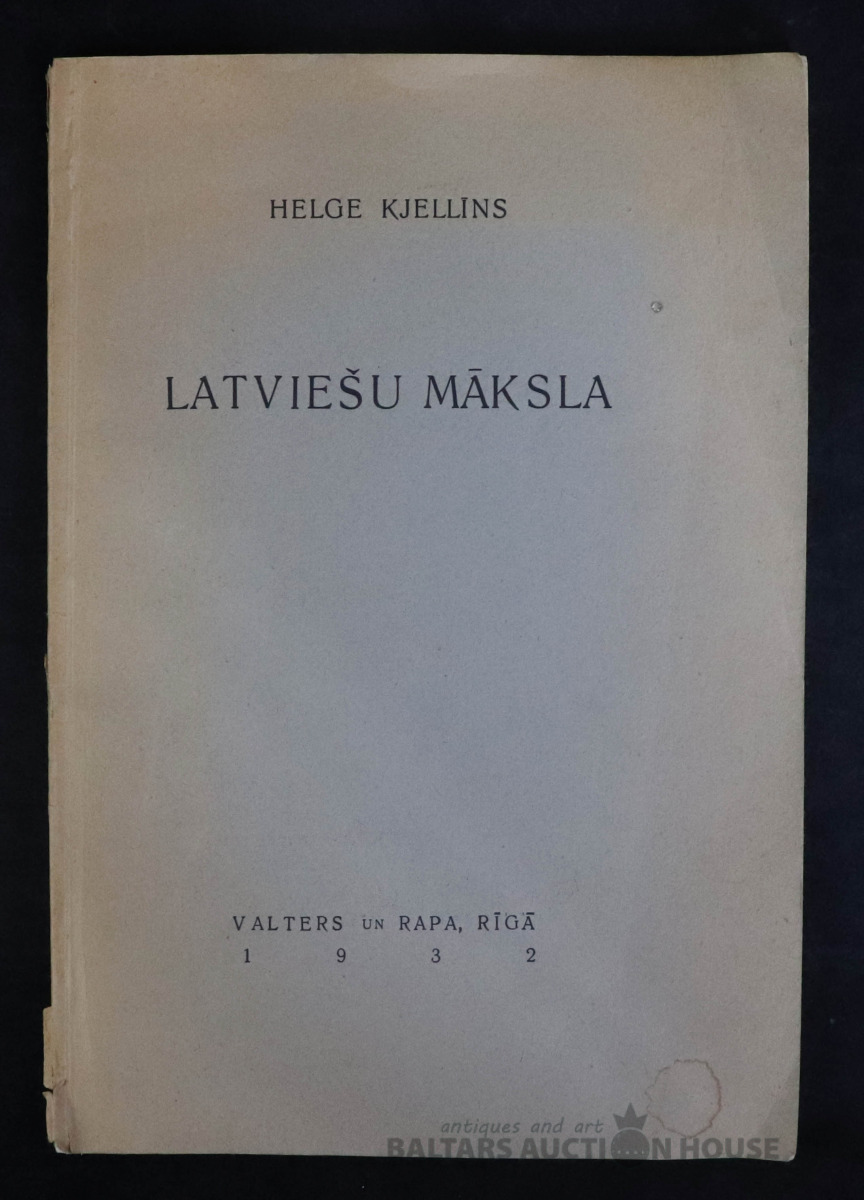 HELGE KJELLĪNS
LATVIEŠU MĀKSLA
VALTERS UN RAPA, RĪGĀ
1 9 3 2
antiques and art
BALTARS AUCTION HOUSE